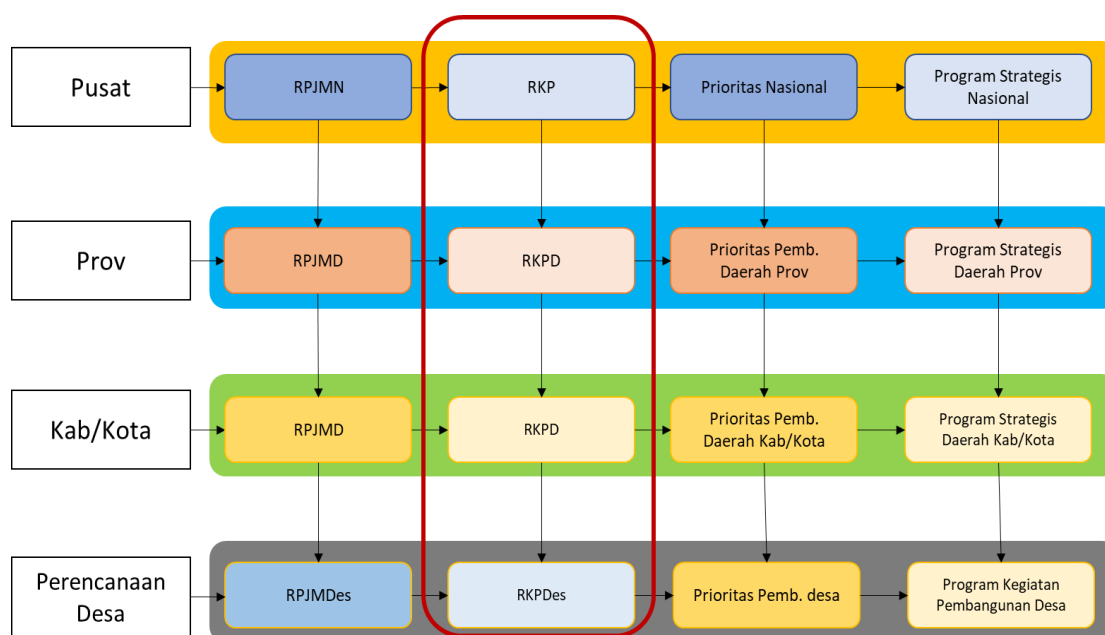 Pusat
RPJMN
RKP
Prioritas Nasional
Program Strategis
Nasional
Prov
RPJMD
RKPD
Prioritas Pemb.
Daerah Prov
Program Strategis
Daerah Prov
Kab/Kota
RPJMD
RKPD
Prioritas Pemb.
Daerah Kab/Kota
Program Strategis
Daerah Kab/Kota
Perencanaan
Desa
RPJMDes
RKPDes
Prioritas Pemb. desa
Program Kegiatan
Pembangunan Desa